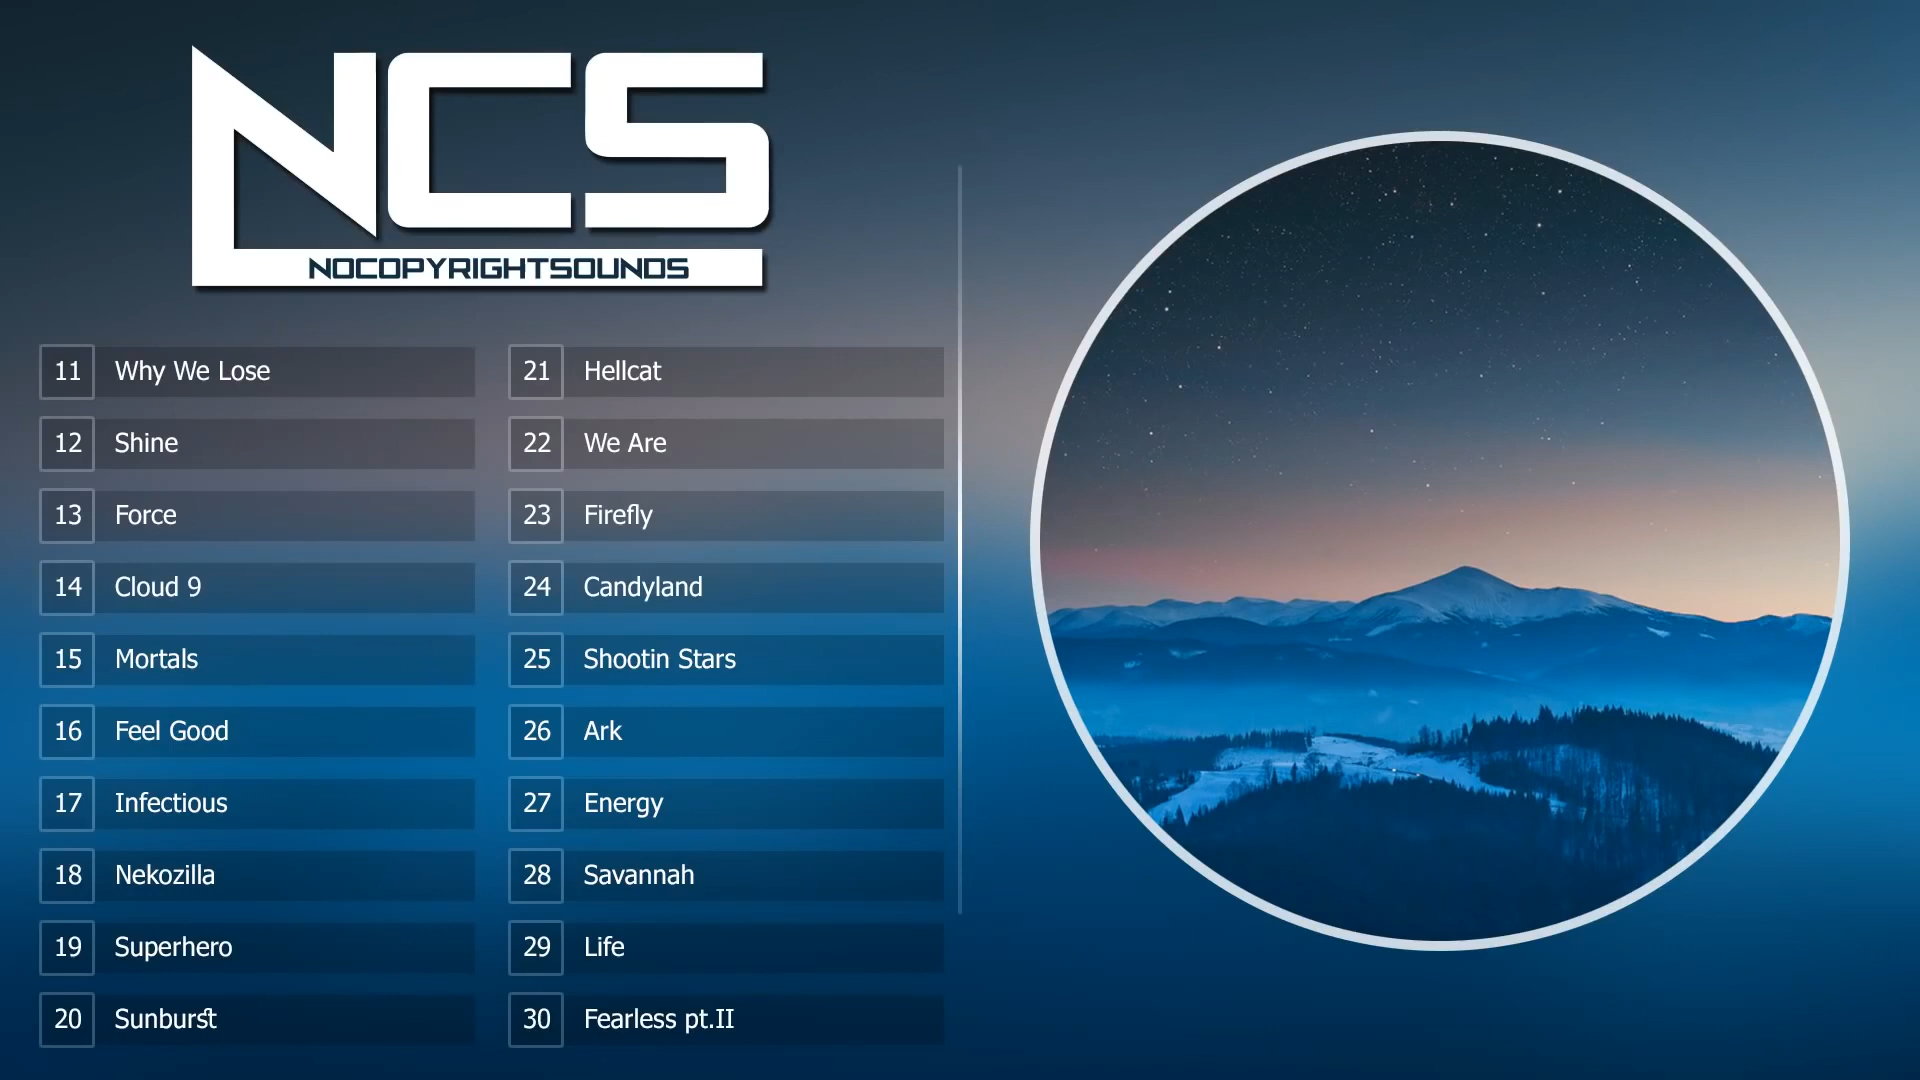 NCS
NOCOPYRIGHTSOUNDS
11 Why We Lose
12 Shine
13 Force
14 Cloud 9
15 Mortals
16 Feel Good
17 Infectious
18 Nekozilla
19 Superhero
20 Sunburst
21 Hellcat
22 We Are
23 Firefly
24 Candyland
25 Shootin Stars
26 Ark
27 Energy
28 Savannah
29 Life
30 Fearless pt.II